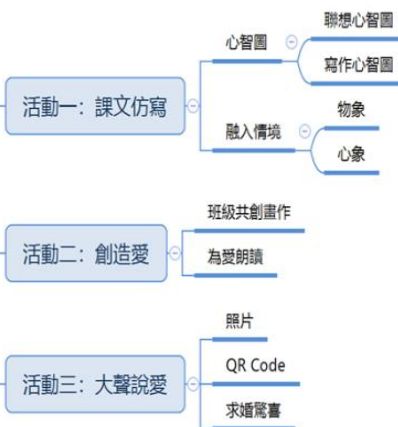 活動一：課文仿寫
心智圖
聯想心智圖
寫作心智圖
融入情境
物象
心象
活動二：創造愛
班級共創畫作
為愛朗讀
活動三：大聲說愛
照片
QR Code
求婚驚喜